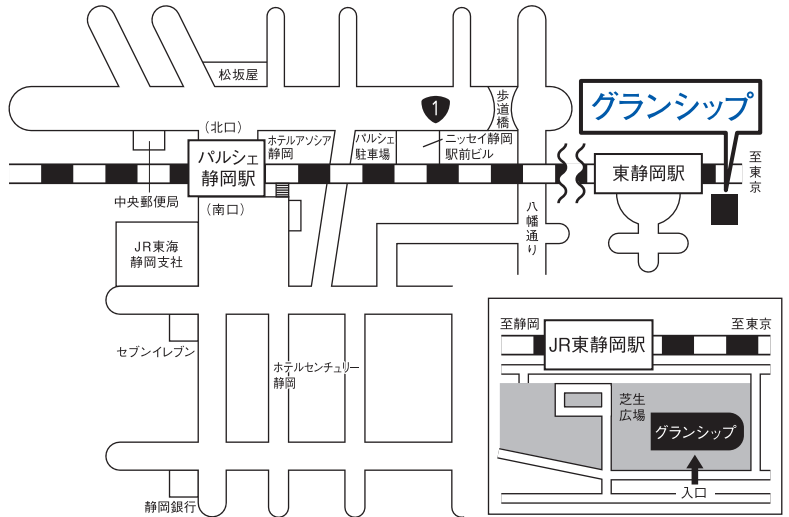 松坂屋
1
歩道橋
グランシップ
(北口)
ホテルアソシア
静岡
パルシェ
駐車場
ニッセイ静岡
駅前ビル
パルシェ
静岡駅
東静岡駅
至東京
中央郵便局
(南口)
八幡通り
JR東海
静岡支社
セブンイレブン
ホテルセンチュリー
静岡
静岡銀行
至静岡
至東京
JR東静岡駅
芝生
広場
グランシップ
入口